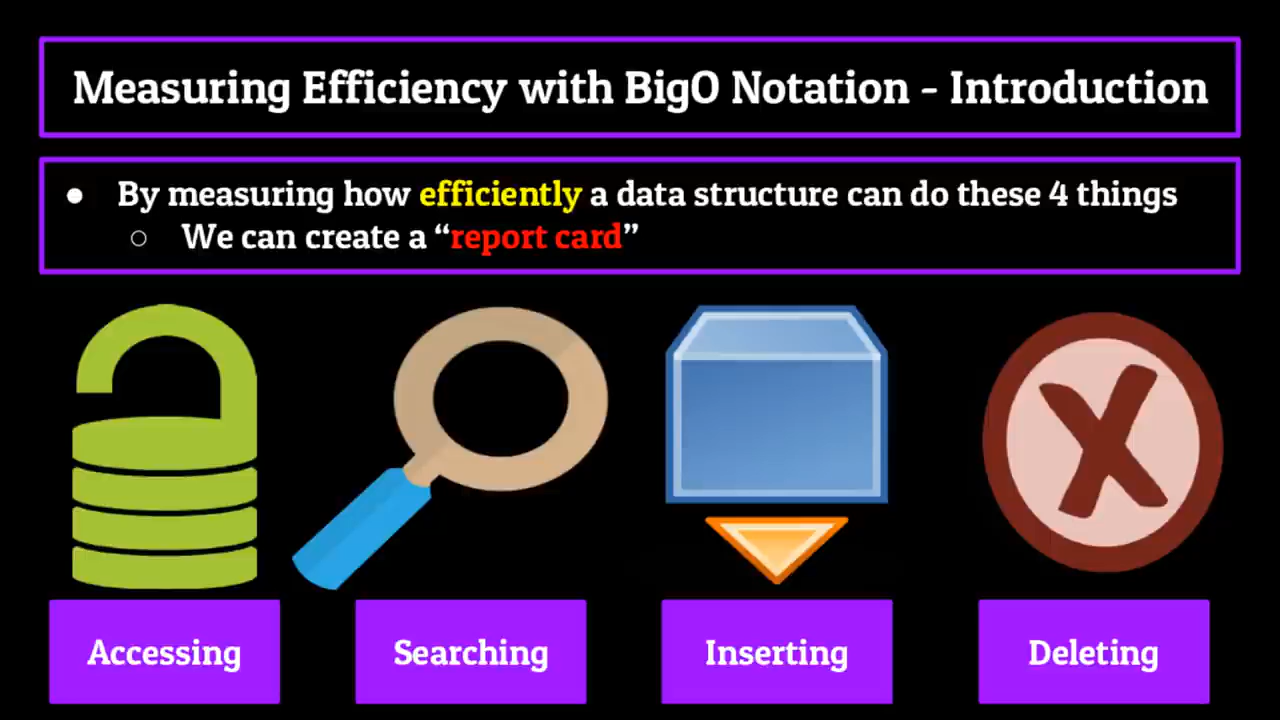 Measuring Efficiency with BigO Notation - Introduction
● By measuring how efficiently a data structure can do these 4 things
○ We can create a “report card”
Accessing
Searching
Inserting
Deleting